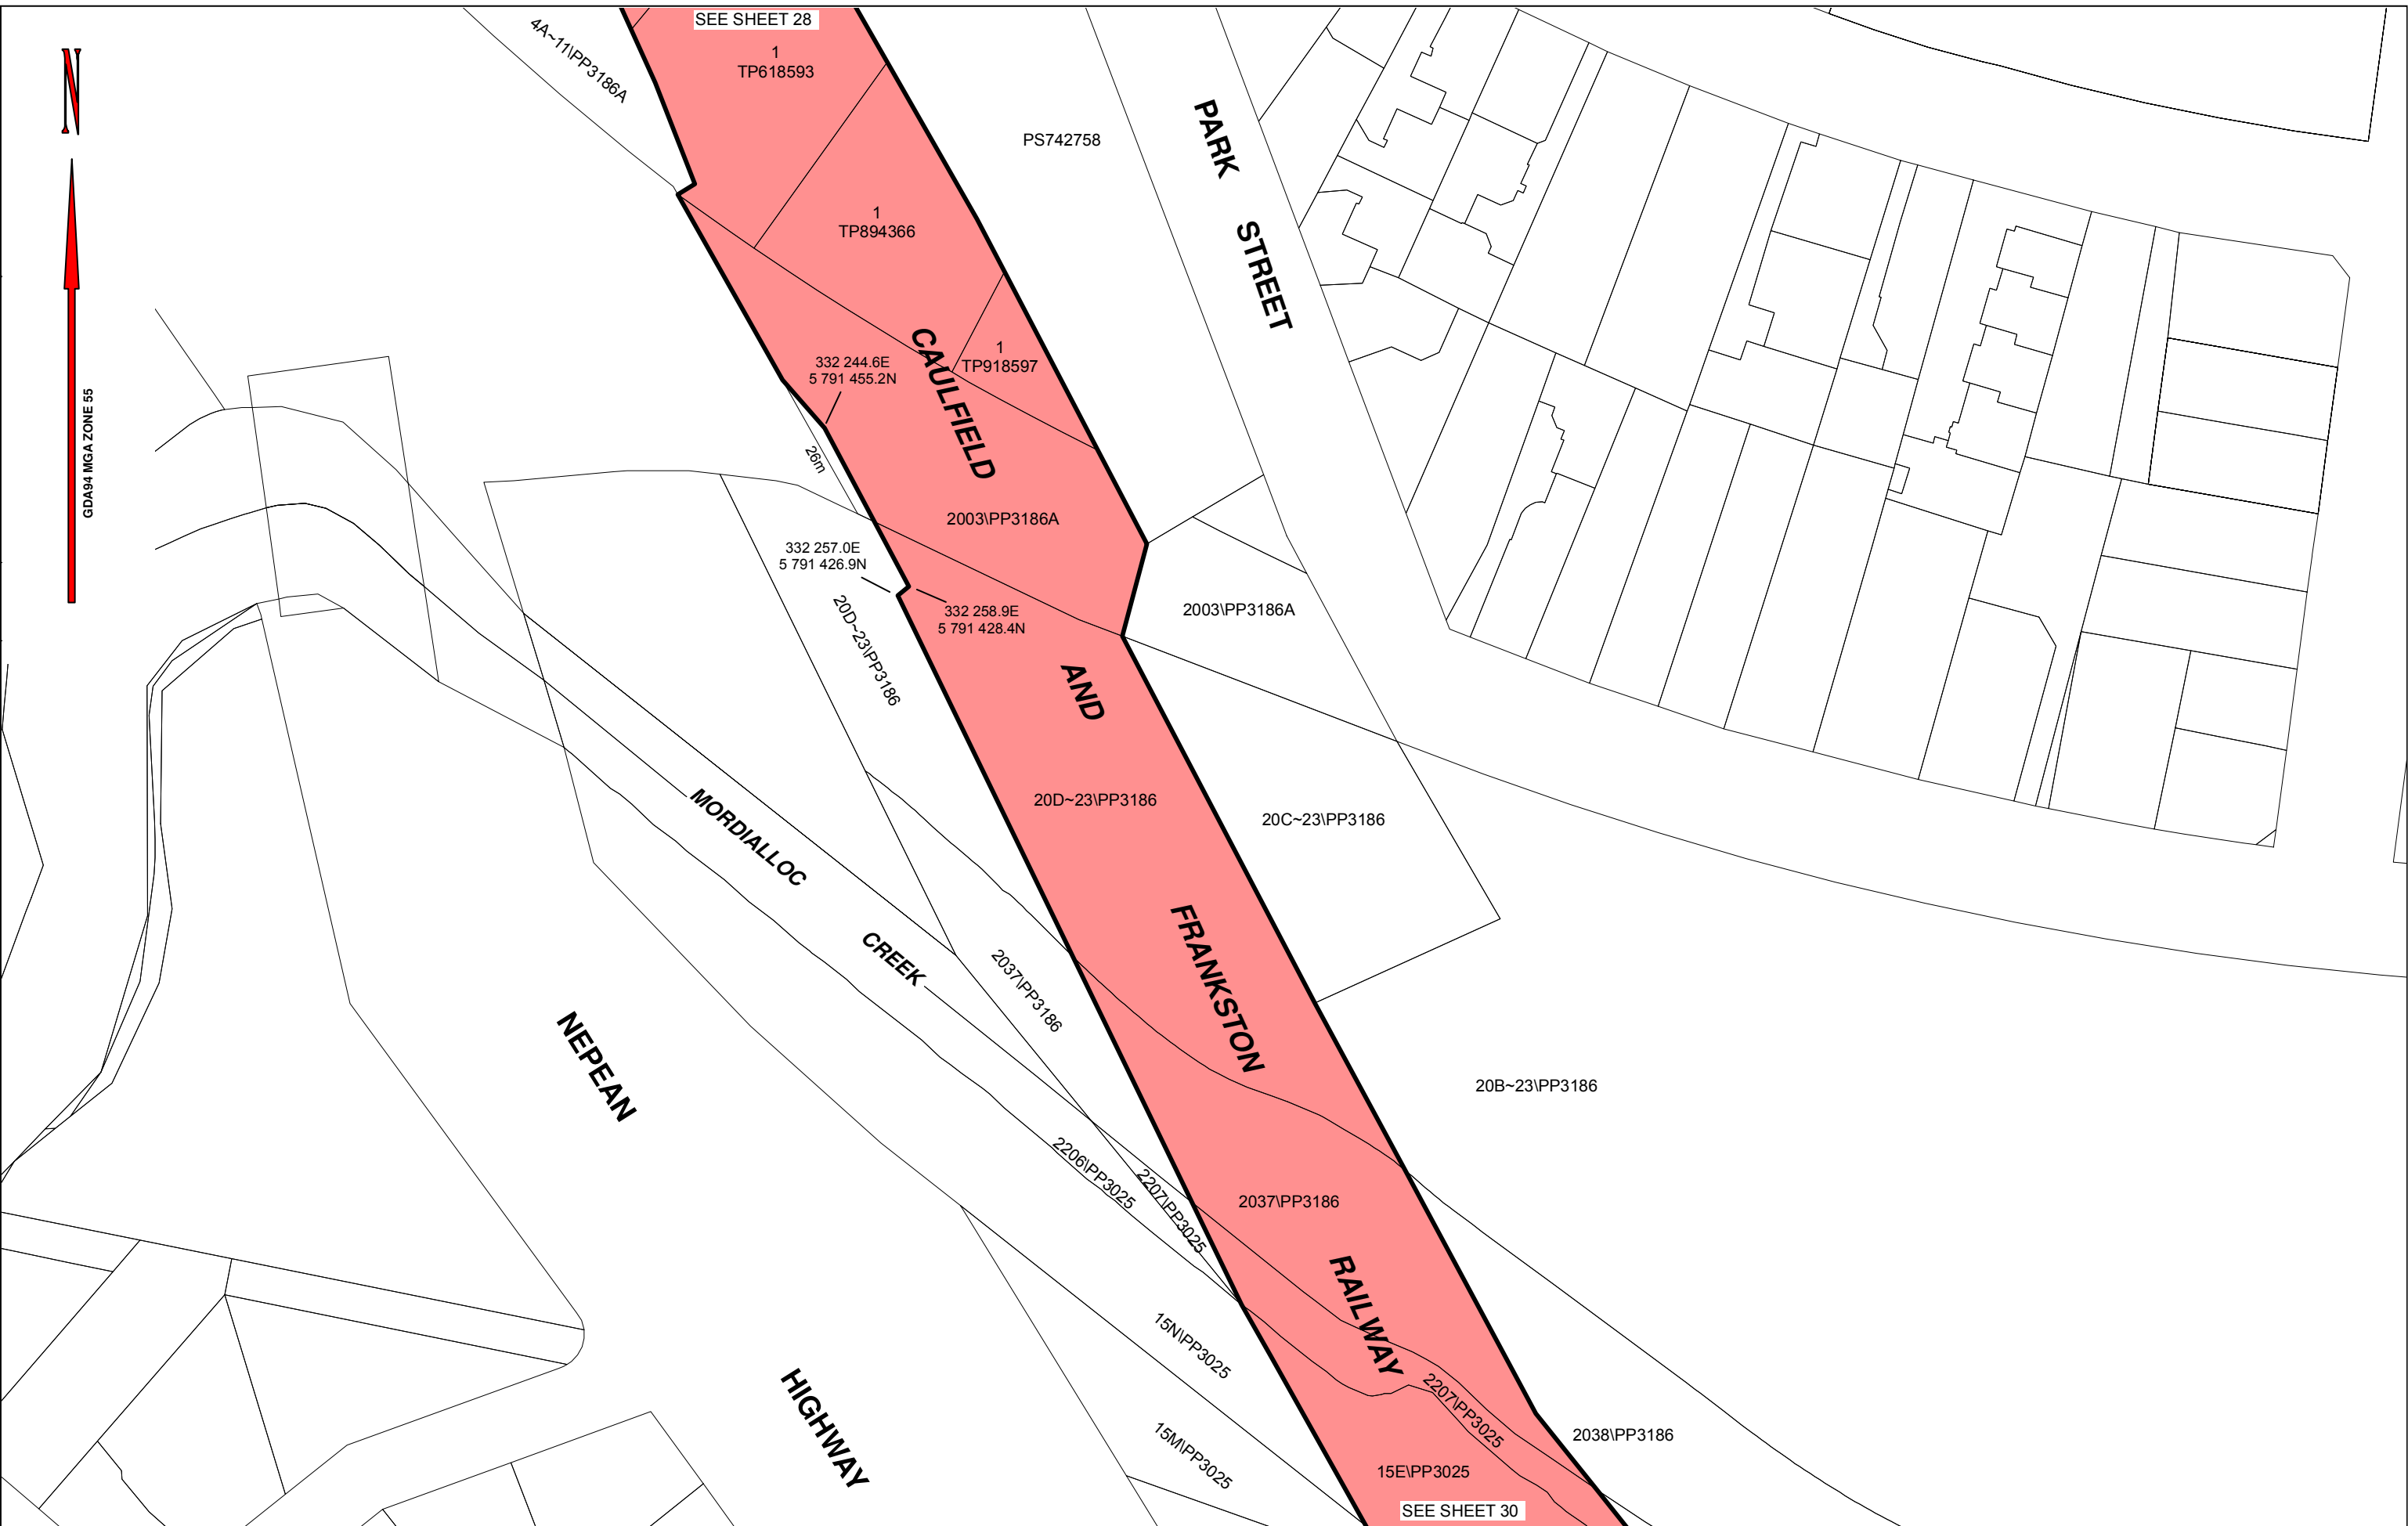 SEE SHEET 28
4A~11\PP3186A
1
TP618593
N
PS742758
PARK
STREET
1
TP894366
GDA94 MGA ZONE 55
332 244.6E
5 791 455.2N
1
TP918597
CAULFIELD
26m
2003\PP3186A
332 257.0E
5 791 426.9N
332 258.9E
5 791 428.4N
2003\PP3186A
20D~23\PP3186
AND
20D~23\PP3186
20C~23\PP3186
MORDIALLOC
CREEK
FRANKSTON
2037\PP3186
NEPEAN
20B~23\PP3186
2206\PP3025
2207\PP3025
2037\PP3186
RAILWAY
15N\PP3025
HIGHWAY
2207\PP3025
2038\PP3186
15M\PP3025
15E\PP3025
SEE SHEET 30